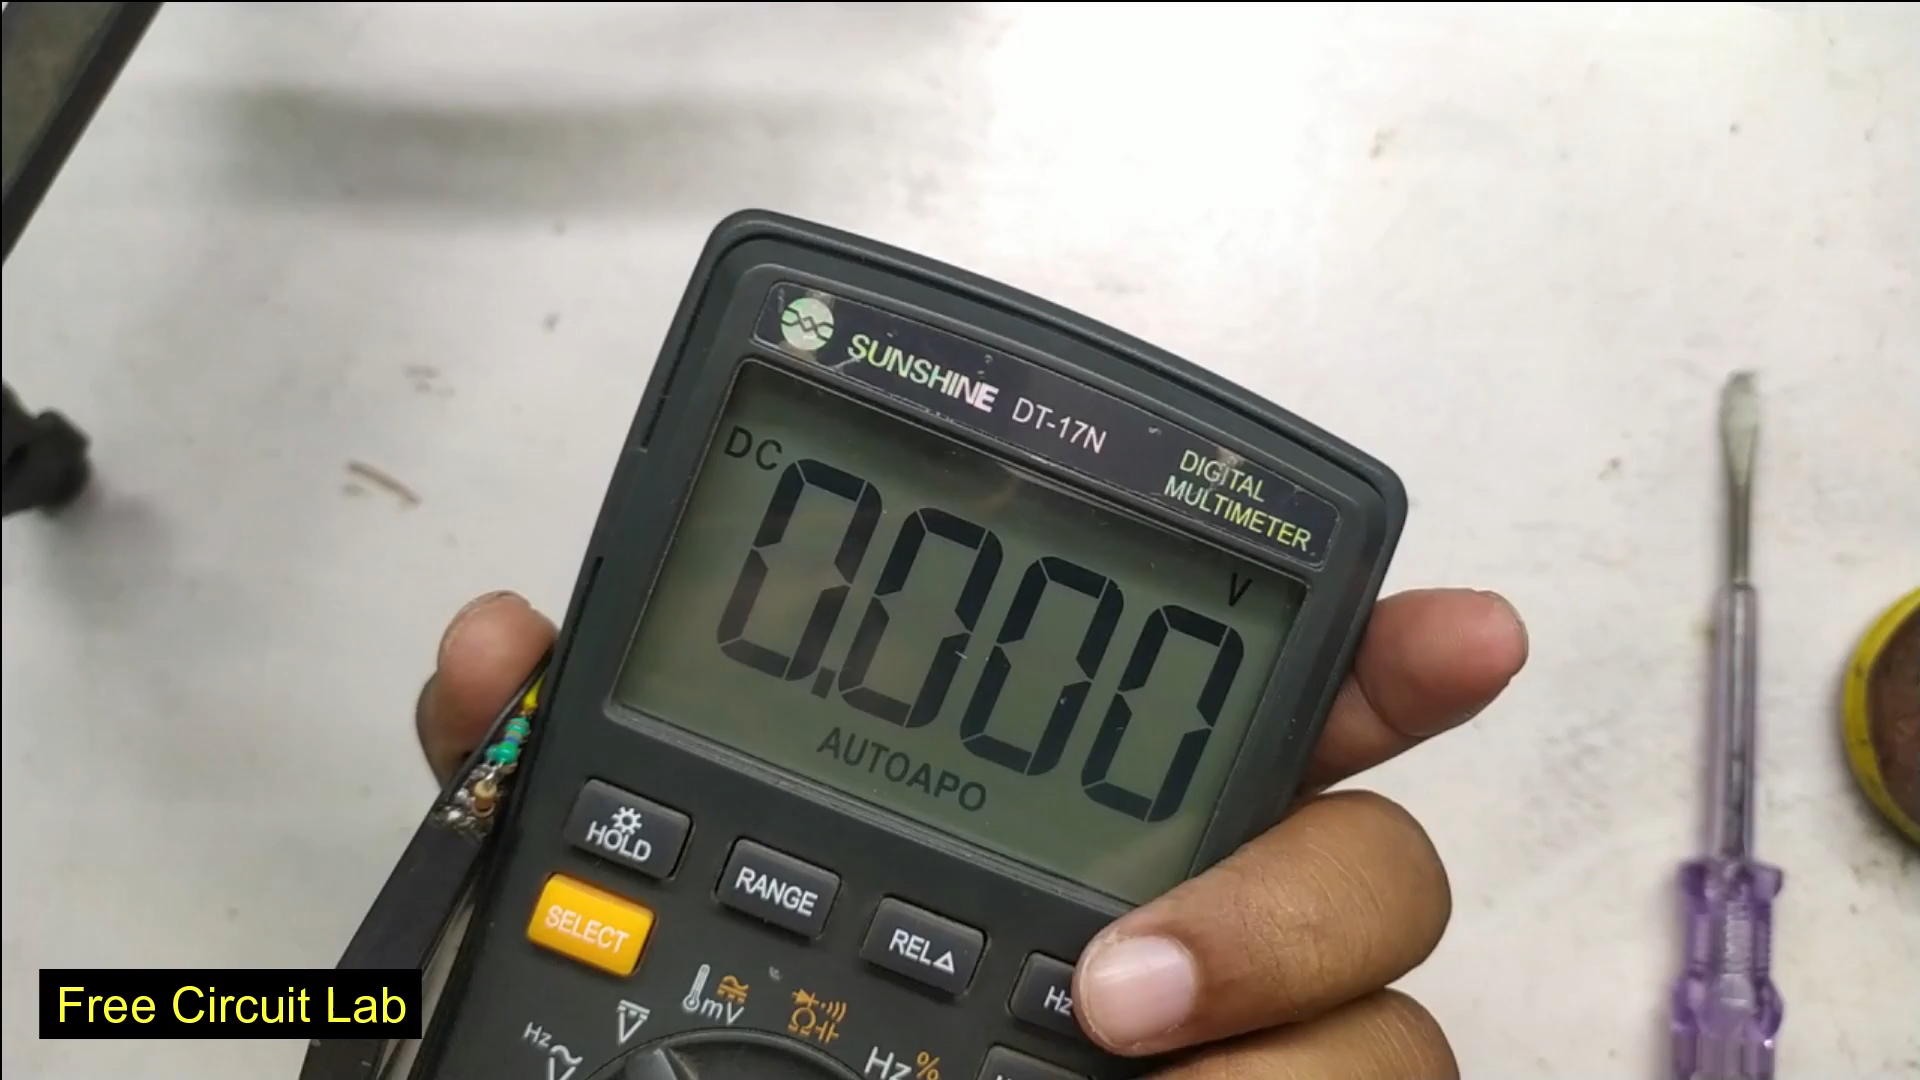 SUNSHINE DT-17N
DIGITAL
MULTIMETER
DC
V
0.000
AUTOAPO
HOLD
RANGE
SELECT
REL△
Hz
mV
Ω
V
Hz
V
Hz %
Free Circuit Lab